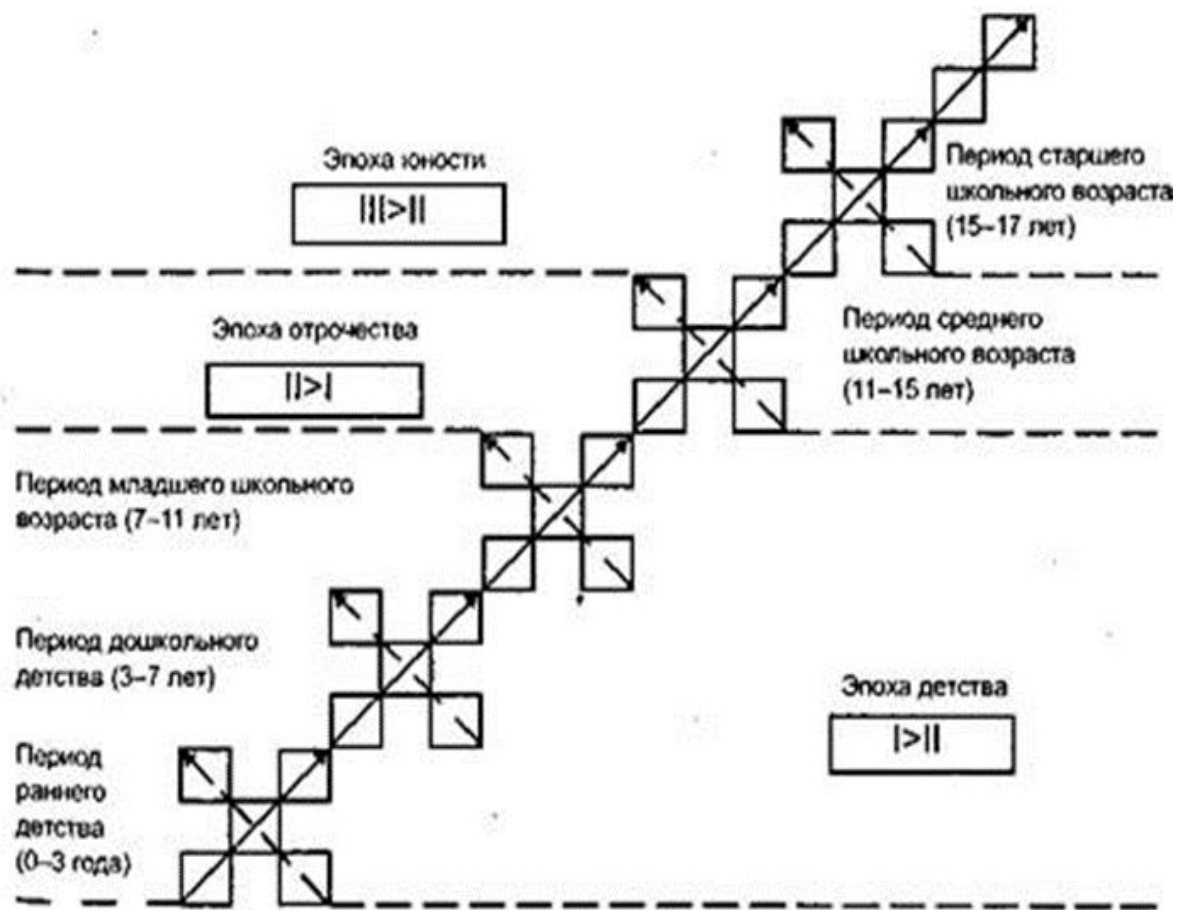 Эпоха юности
|||>||
Период старшего
школьного возраста
(15–17 лет)
Эпоха отрочества
||>|
Период среднего
школьного возраста
(11–15 лет)
Период младшего школьного
возраста (7–11 лет)
Период дошкольного
детства (3–7 лет)
Эпоха детства
|>||
Период
раннего
детства
(0–3 года)